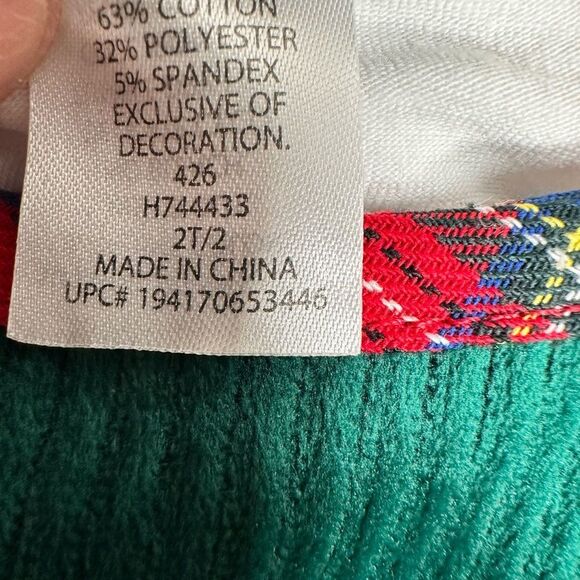 63% COTTON
32% POLYESTER
5% SPANDEX
EXCLUSIVE OF
DECORATION.
426
H744433
2T/2
MADE IN CHINA
UPC# 194170653446